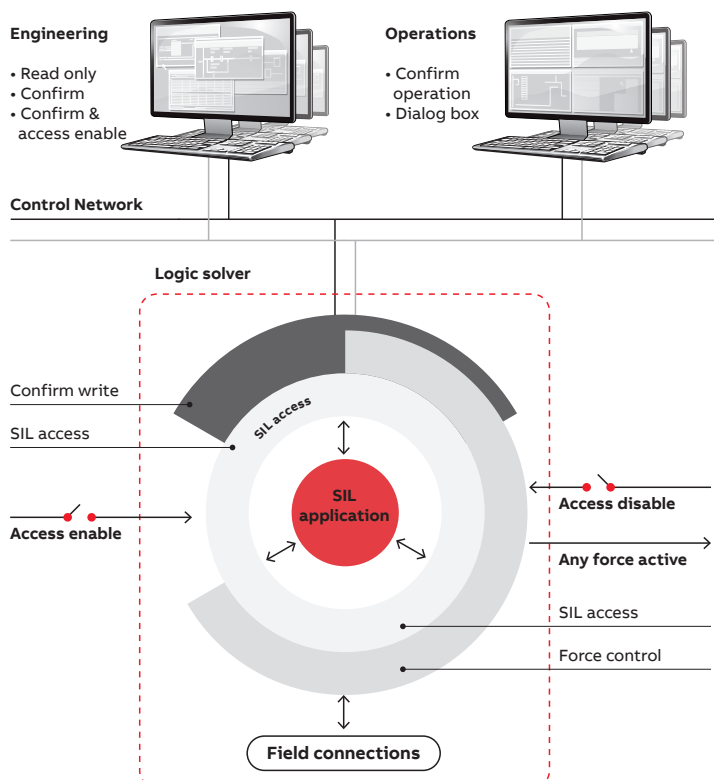 Engineering
• Read only
• Confirm
• Confirm &
access enable
Operations
• Confirm
operation
• Dialog box
Control Network
Logic solver
Confirm write
SIL access
SIL access
SIL
application
Access enable
Access disable
Any force active
SIL access
Force control
Field connections